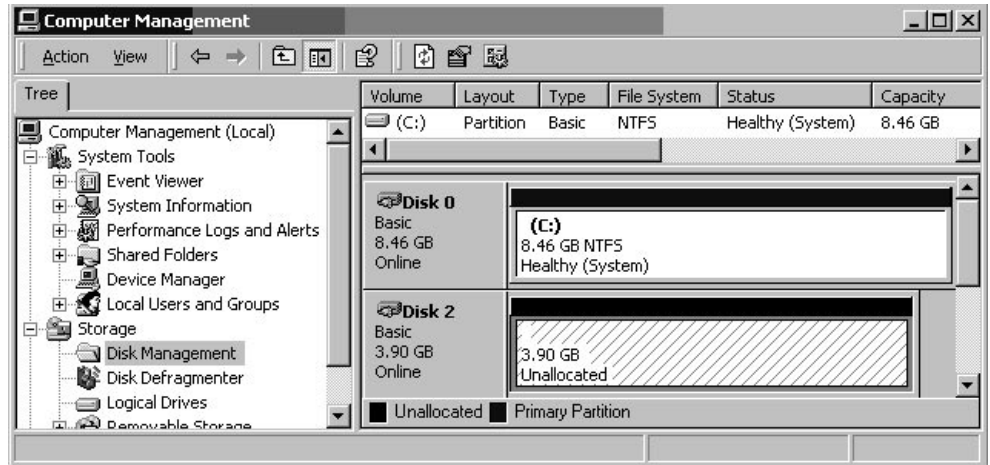 Computer Management
Action View
Tree
Computer Management (Local)
System Tools
Event Viewer
System Information
Performance Logs and Alerts
Shared Folders
Device Manager
Local Users and Groups
Storage
Disk Management
Disk Defragmenter
Logical Drives
Removable Storage
Volume Layout Type File System Status Capacity
(C:) Partition Basic NTFS Healthy (System) 8.46 GB
Disk 0
Basic
8.46 GB
Online
(C:)
8.46 GB NTFS
Healthy (System)
Disk 2
Basic
3.90 GB
Online
3.90 GB
Unallocated
Unallocated Primary Partition